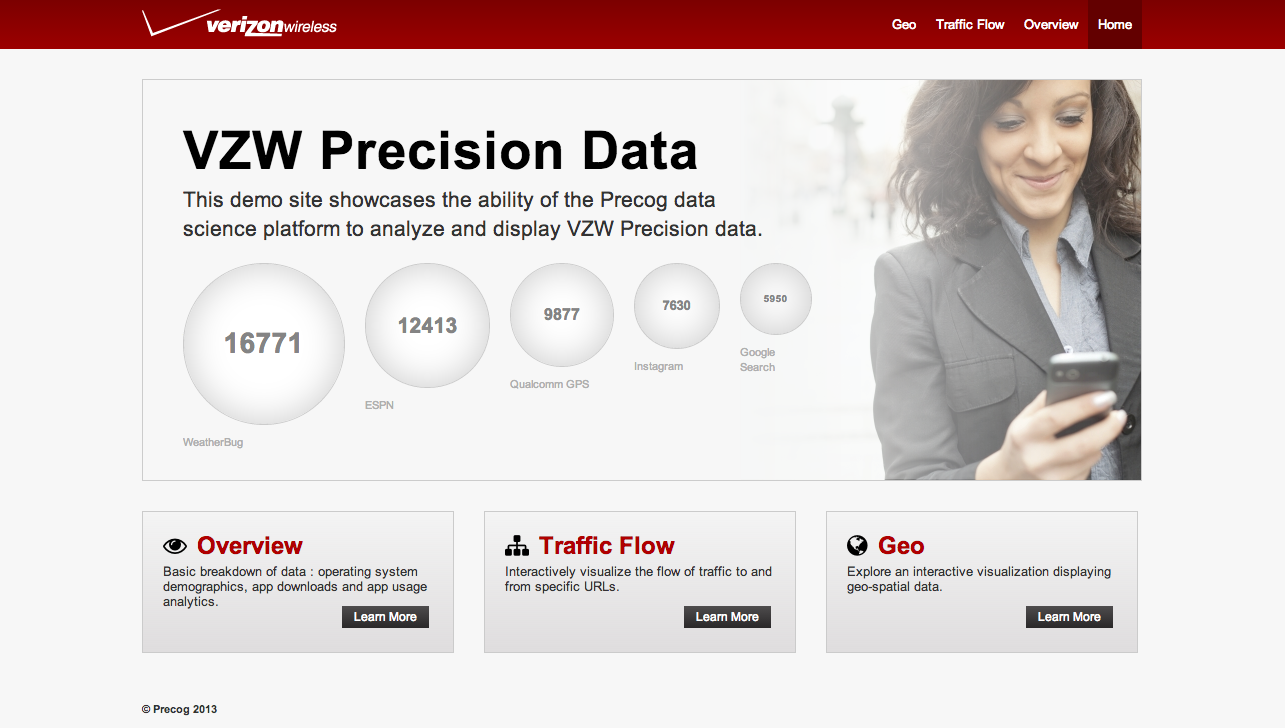 verizonwireless
Geo Traffic Flow Overview Home
VZW Precision Data
This demo site showcases the ability of the Precog data
science platform to analyze and display VZW Precision data.
16771
WeatherBug
12413
ESPN
9877
Qualcomm GPS
7630
Instagram
5950
Google
Search
Overview
Basic breakdown of data : operating system
demographics, app downloads and app usage
analytics.
Learn More
Traffic Flow
Interactively visualize the flow of traffic to and
from specific URLs.
Learn More
Geo
Explore an interactive visualization displaying
geo-spatial data.
Learn More
© Precog 2013